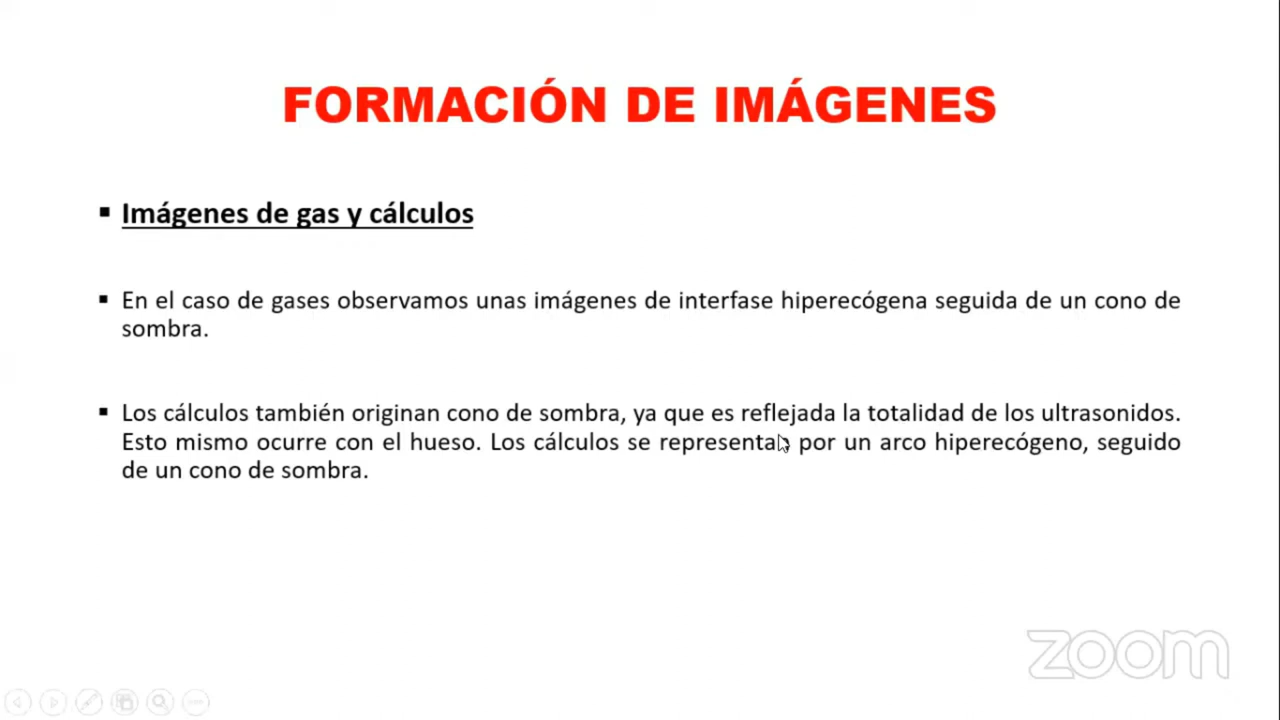 FORMACIÓN DE IMÁGENES
Imágenes de gas y cálculos
En el caso de gases observamos unas imágenes de interfase hiperecógena seguida de un cono de
sombra.
Los cálculos también originan cono de sombra, ya que es reflejada la totalidad de los ultrasonidos.
Esto mismo ocurre con el hueso. Los cálculos se representan por un arco hiperecógeno, seguido
de un cono de sombra.
zoom